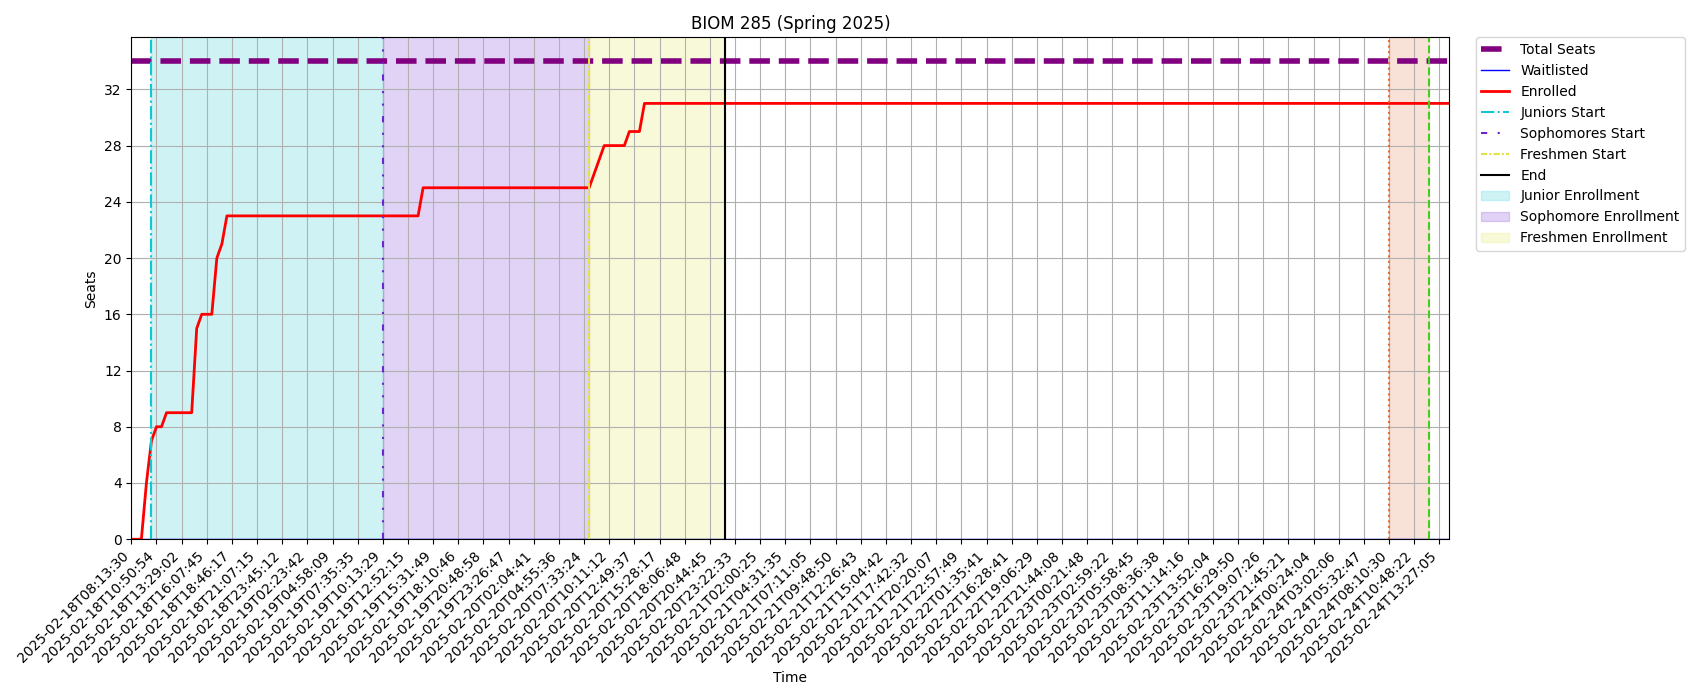 BIOM 285 (Spring 2025)
Seats
32
28
24
20
16
12
8
4
0
2025-02-18T08:13:30
2025-02-18T10:50:54
2025-02-18T13:29:02
2025-02-18T16:07:45
2025-02-18T18:46:17
2025-02-18T21:07:15
2025-02-18T23:45:12
2025-02-19T02:23:42
2025-02-19T04:58:09
2025-02-19T07:35:35
2025-02-19T10:13:29
2025-02-19T12:52:15
2025-02-19T15:31:49
2025-02-19T18:10:46
2025-02-19T20:48:58
2025-02-19T23:26:47
2025-02-20T02:04:41
2025-02-20T04:55:36
2025-02-20T07:33:24
2025-02-20T10:11:12
2025-02-20T12:49:37
2025-02-20T15:28:17
2025-02-20T18:06:48
2025-02-20T20:44:45
2025-02-20T23:22:33
2025-02-21T02:00:25
2025-02-21T04:31:35
2025-02-21T07:11:05
2025-02-21T09:48:50
2025-02-21T12:26:43
2025-02-21T15:04:42
2025-02-21T17:42:32
2025-02-21T20:20:07
2025-02-21T22:57:49
2025-02-22T01:35:41
2025-02-22T16:28:41
2025-02-22T19:06:29
2025-02-22T21:44:08
2025-02-23T00:21:48
2025-02-23T02:59:22
2025-02-23T05:58:45
2025-02-23T08:36:38
2025-02-23T11:14:16
2025-02-23T13:52:04
2025-02-23T16:29:50
2025-02-23T19:07:26
2025-02-23T21:45:21
2025-02-24T00:24:04
2025-02-24T03:02:06
2025-02-24T05:32:47
2025-02-24T08:10:30
2025-02-24T10:48:22
2025-02-24T13:27:05
Time
Total Seats
Waitlisted
Enrolled
Juniors Start
Sophomores Start
Freshmen Start
End
Junior Enrollment
Sophomore Enrollment
Freshmen Enrollment